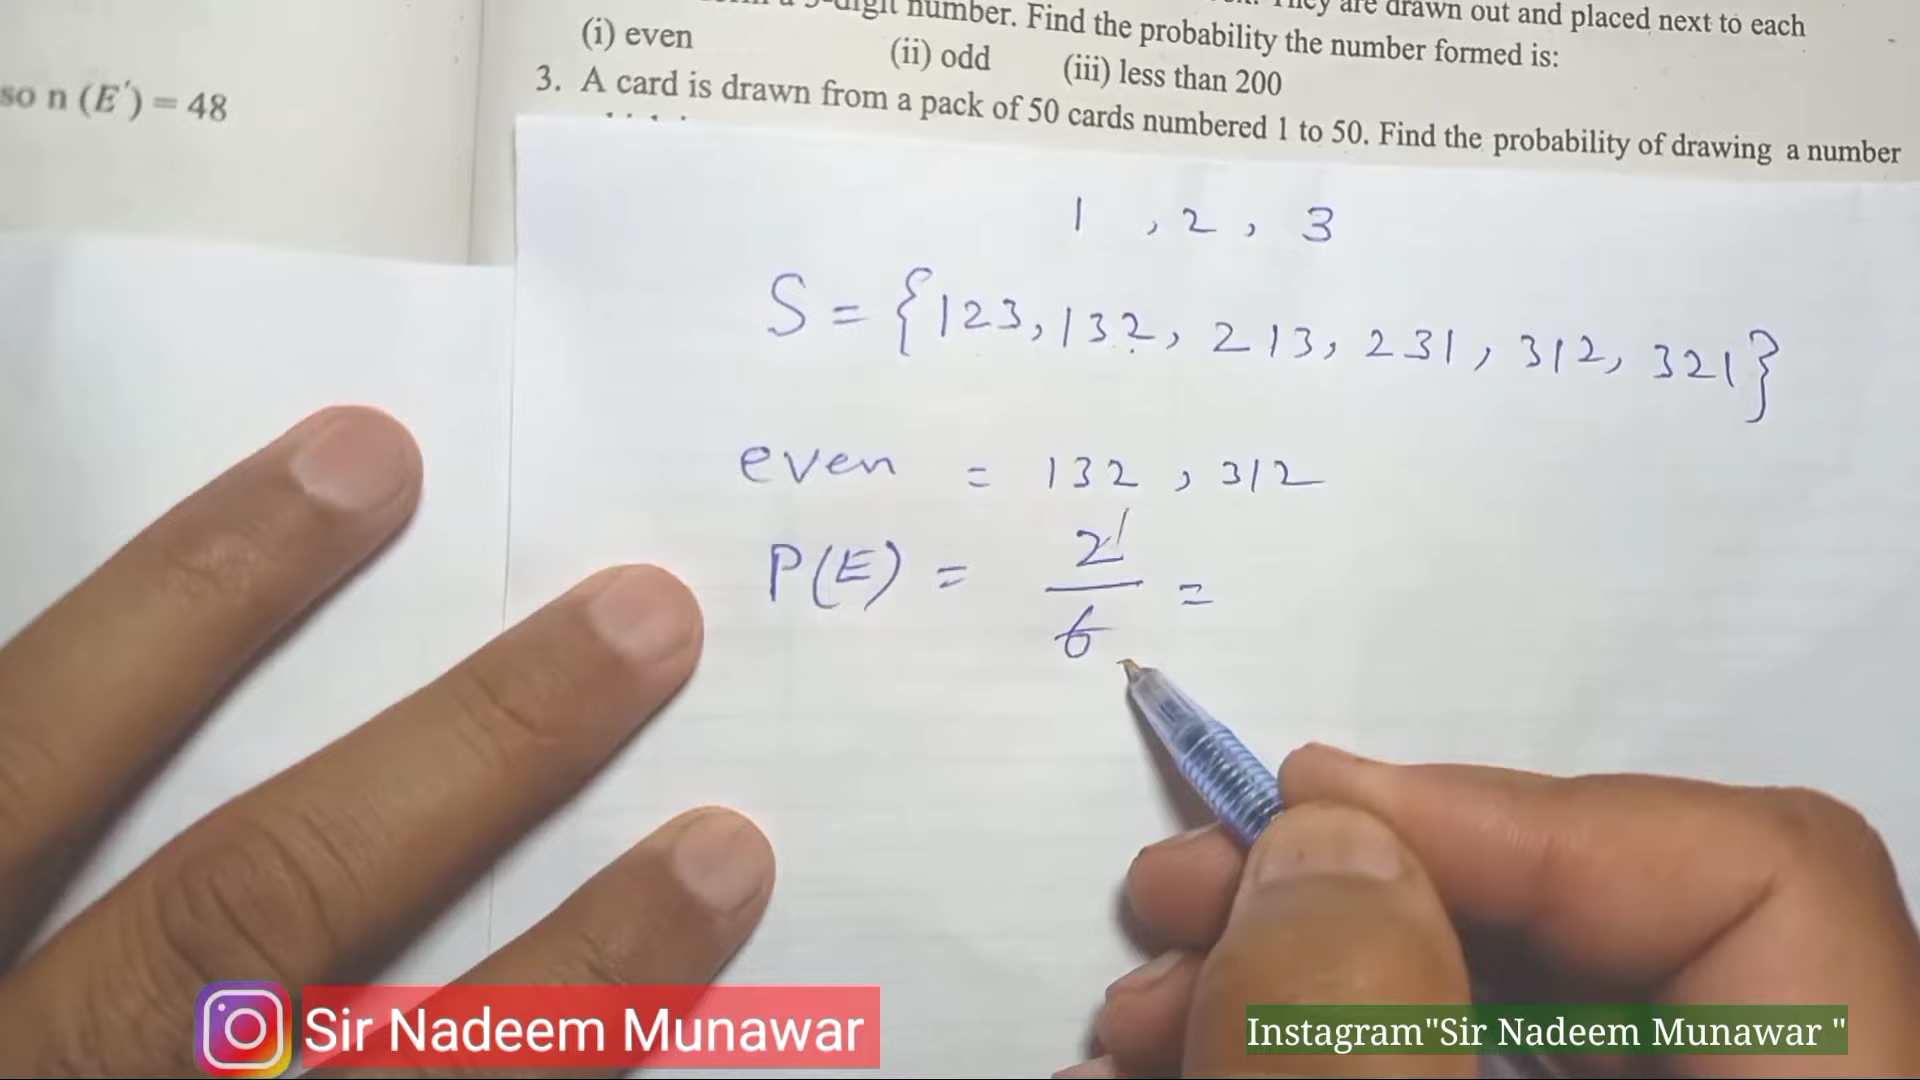 They are drawn out and placed next to each
number. Find the probability the number formed is:
(i) even (ii) odd (iii) less than 200
3. A card is drawn from a pack of 50 cards numbered 1 to 50. Find the probability of drawing a number
so n (E′) = 48
1 , 2 , 3
S = {123, 132, 213, 231, 312, 321}
even = 132 , 312
P(E) = 2/6 =
Sir Nadeem Munawar
Instagram"Sir Nadeem Munawar "